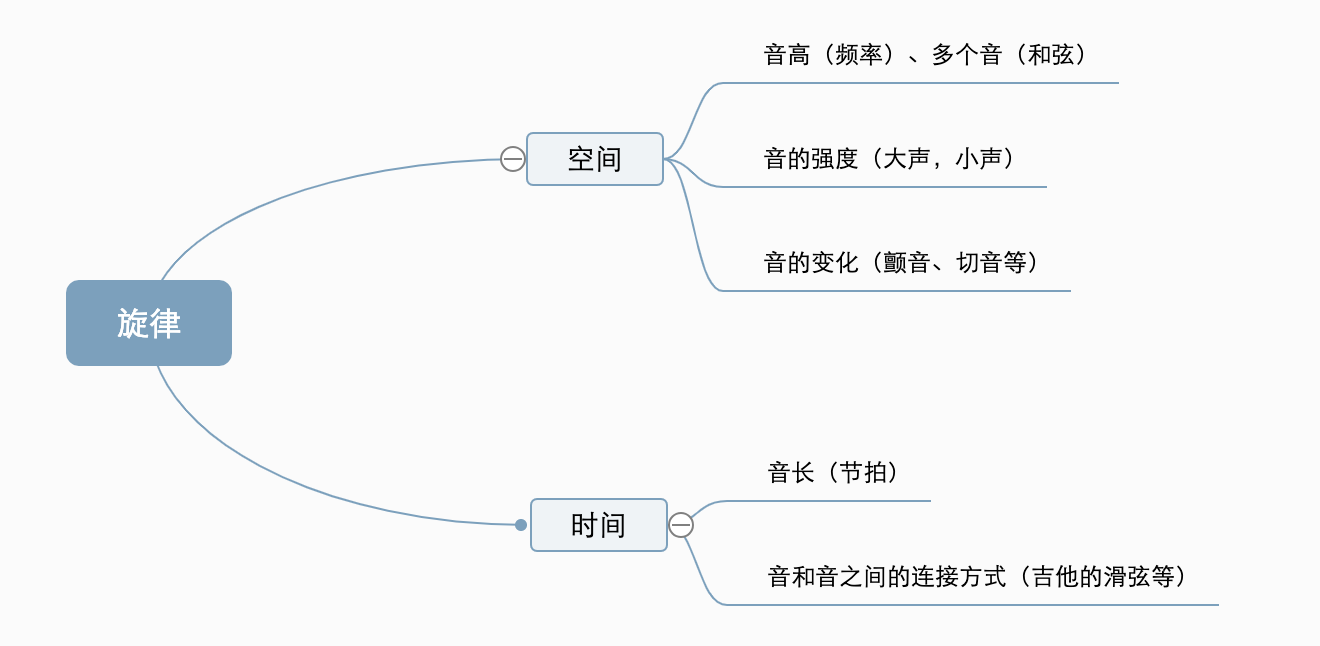 旋律
空间
音高（频率）、多个音（和弦）
音的强度（大声，小声）
音的变化（颤音、切音等）
时间
音长（节拍）
音和音之间的连接方式（吉他的滑弦等）